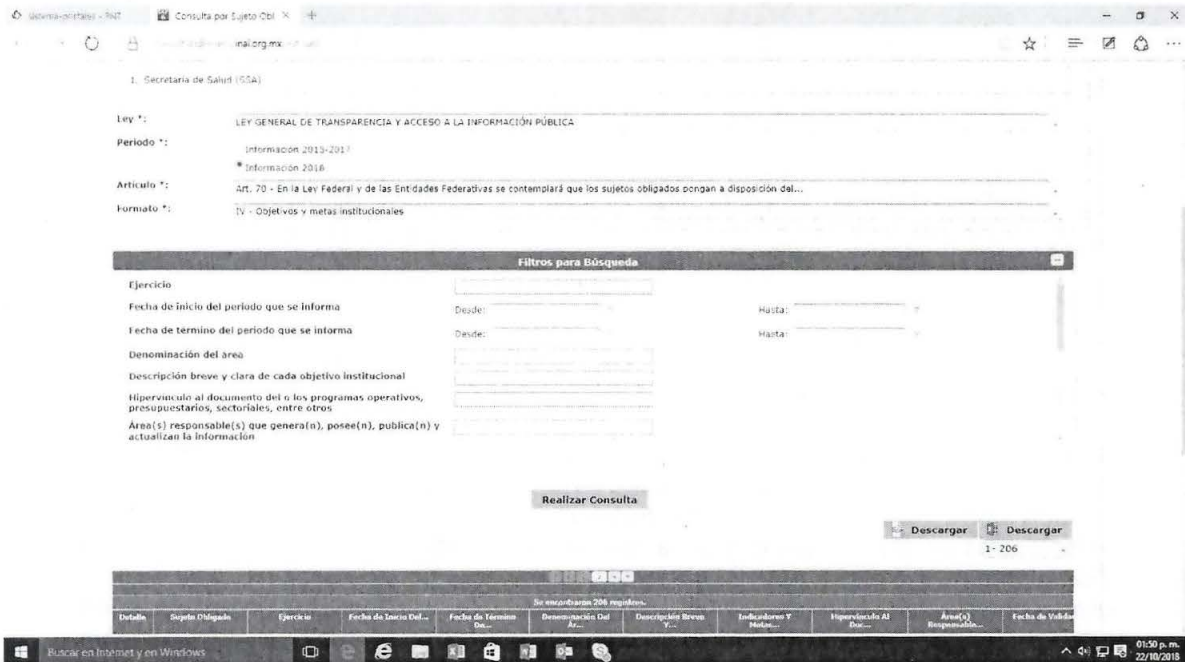 Consulta por Sujeto Obl
inai.org.mx
1. Secretaría de Salud (SSA)
Ley *:
LEY GENERAL DE TRANSPARENCIA Y ACCESO A LA INFORMACIÓN PÚBLICA
Periodo *:
Información 2015-2017
Información 2018
Artículo *:
Art. 70 - En la Ley Federal y de las Entidades Federativas se contemplará que los sujetos obligados pongan a disposición del...
Formato *:
IV - Objetivos y metas institucionales
Filtros para Búsqueda
Ejercicio
Fecha de inicio del periodo que se informa
Desde:
Hasta:
Fecha de término del periodo que se informa
Desde:
Hasta:
Denominación del área
Descripción breve y clara de cada objetivo institucional
Hipervínculo al documento del o los programas operativos,
presupuestarios, sectoriales, entre otros
Área(s) responsable(s) que genera(n), posee(n), publica(n) y
actualizan la información
Realizar Consulta
Descargar
Descargar
1- 206
Se encontraron 206 registros.
Detalle Sujeto Obligado Ejercicio Fecha de Inicio Del... Fecha de Término De... Denominación Del Ár... Descripción Breve Y... Indicadores Y Metas... Hipervínculo Al Doc... Área(s) Responsable... Fecha de Validac
Buscar en Internet y en Windows
01:50 p. m.
22/10/2018